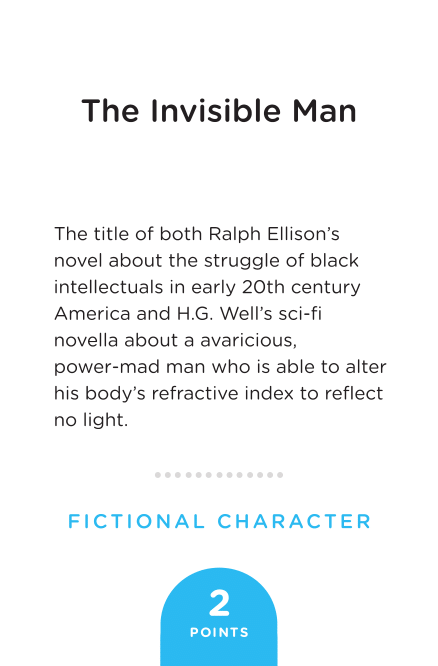 The Invisible Man
The title of both Ralph Ellison’s
novel about the struggle of black
intellectuals in early 20th century
America and H.G. Well’s sci-fi
novella about a avaricious,
power-mad man who is able to alter
his body’s refractive index to reflect
no light.
FICTIONAL CHARACTER
2
POINTS